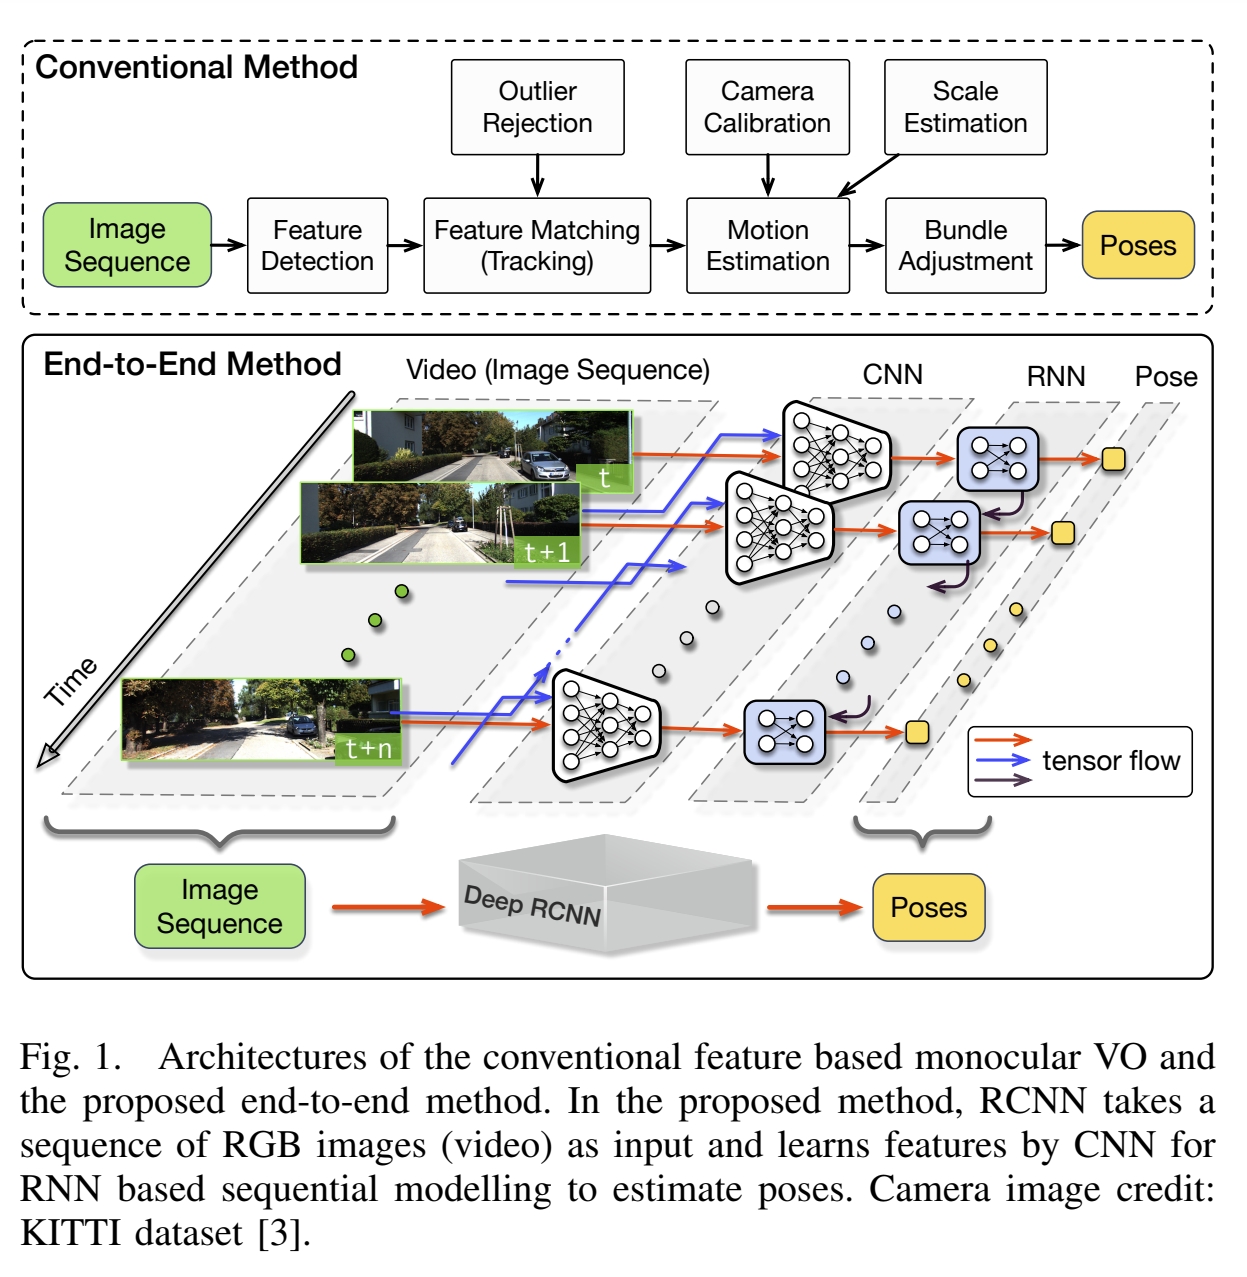 Conventional Method
Outlier
Rejection
Camera
Calibration
Scale
Estimation
Image
Sequence
Feature
Detection
Feature Matching
(Tracking)
Motion
Estimation
Bundle
Adjustment
Poses
End-to-End Method
Video (Image Sequence)
CNN
RNN
Pose
t
t+1
Time
t+n
tensor flow
Image
Sequence
Deep RCNN
Poses
Fig. 1. Architectures of the conventional feature based monocular VO and
the proposed end-to-end method. In the proposed method, RCNN takes a
sequence of RGB images (video) as input and learns features by CNN for
RNN based sequential modelling to estimate poses. Camera image credit:
KITTI dataset [3].